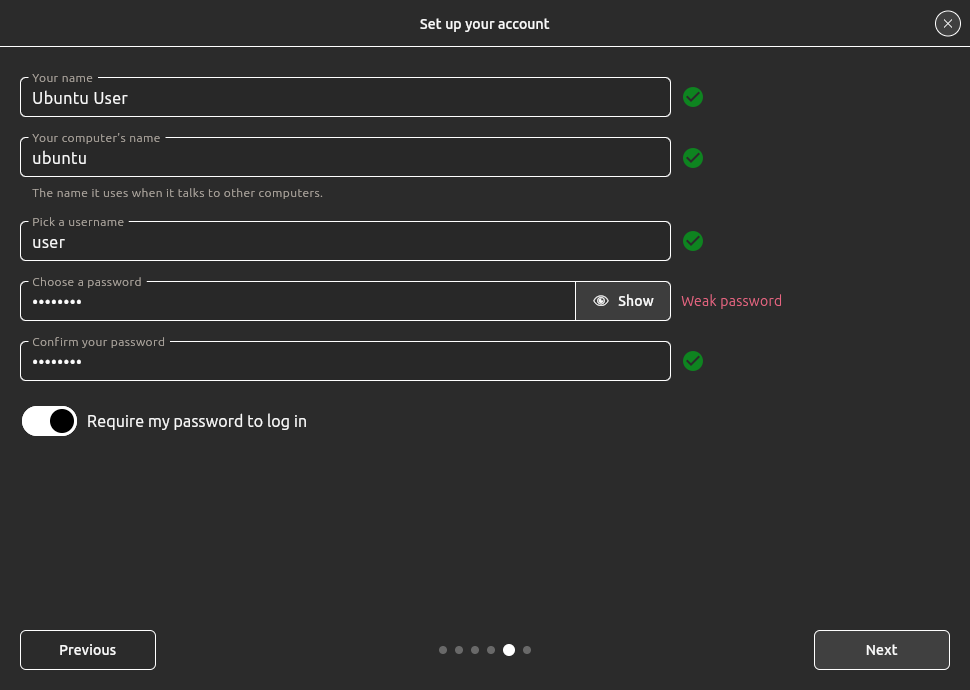 Set up your account
Your name
Ubuntu User
Your computer's name
ubuntu
The name it uses when it talks to other computers.
Pick a username
user
Choose a password
••••••••
Show
Weak password
Confirm your password
••••••••
Require my password to log in
Previous
Next